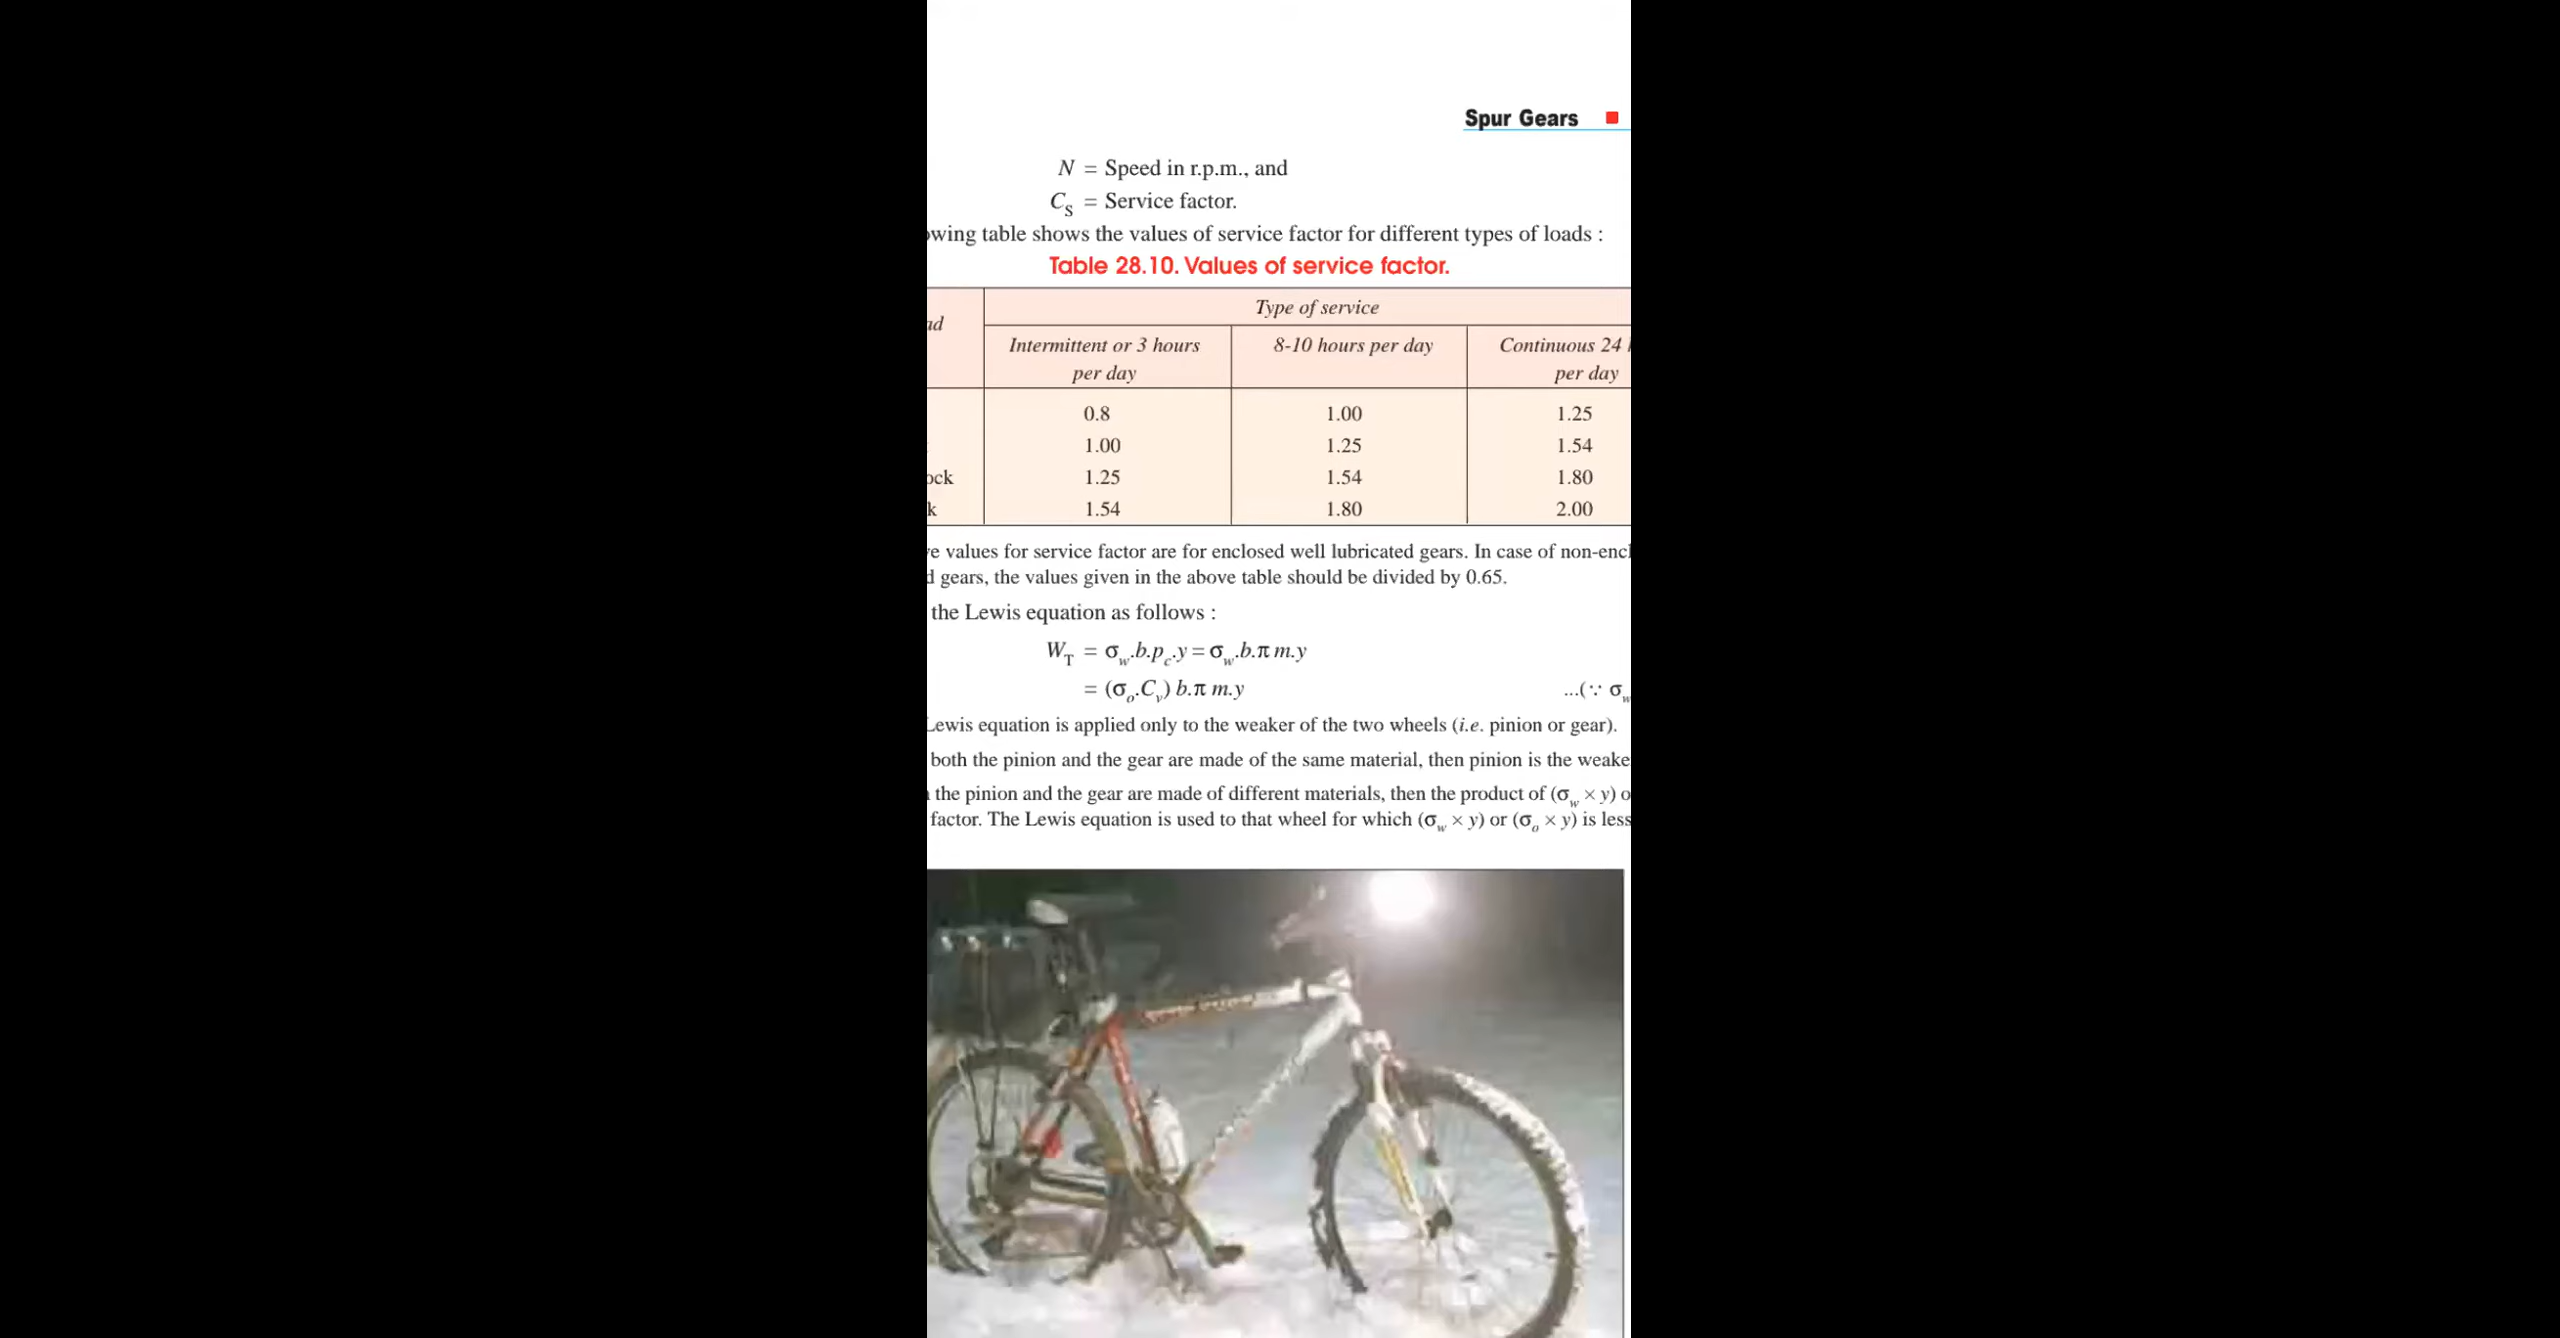 Spur Gears
N = Speed in r.p.m., and
C_S = Service factor.
owing table shows the values of service factor for different types of loads :
Table 28.10. Values of service factor.
ad
Type of service
Intermittent or 3 hours per day
8-10 hours per day
Continuous 24 per day
0.8 1.00 1.25
1.00 1.25 1.54
ock 1.25 1.54 1.80
k 1.54 1.80 2.00
e values for service factor are for enclosed well lubricated gears. In case of non-encl
d gears, the values given in the above table should be divided by 0.65.
the Lewis equation as follows :
W_T = σ_w.b.p_c.y = σ_w.b.π m.y
= (σ_o.C_v) b.π m.y ...(∵ σ_w
Lewis equation is applied only to the weaker of the two wheels (i.e. pinion or gear).
both the pinion and the gear are made of the same material, then pinion is the weake
the pinion and the gear are made of different materials, then the product of (σ_w × y) o
factor. The Lewis equation is used to that wheel for which (σ_w × y) or (σ_o × y) is less